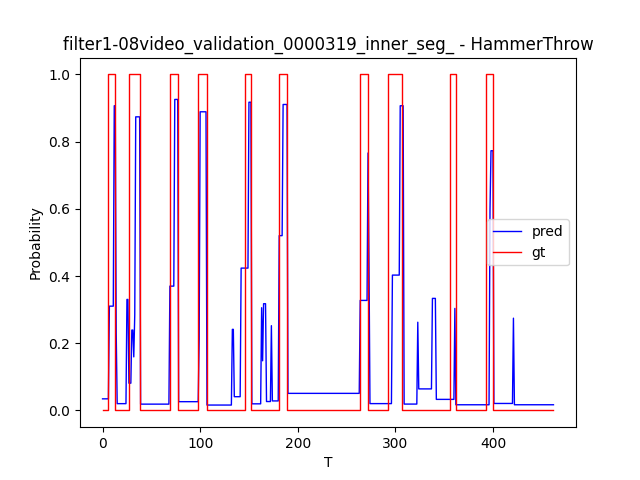 filter1-08video_validation_0000319_inner_seg_ - HammerThrow
1.0
0.8
0.6
0.4
0.2
0.0
Probability
pred
gt
0
100
200
300
400
T